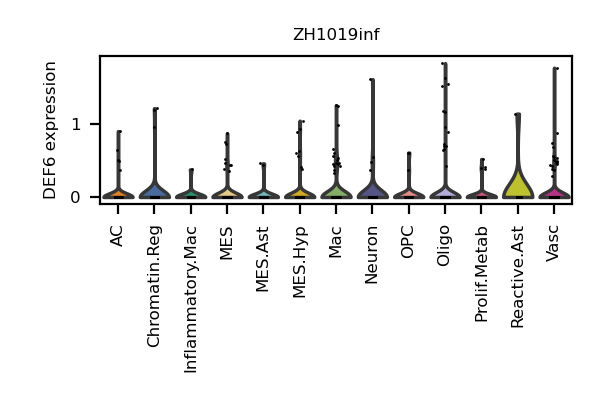 ZH1019inf
DEF6 expression
1
0
AC
Chromatin.Reg
Inflammatory.Mac
MES
MES.Ast
MES.Hyp
Mac
Neuron
OPC
Oligo
Prolif.Metab
Reactive.Ast
Vasc